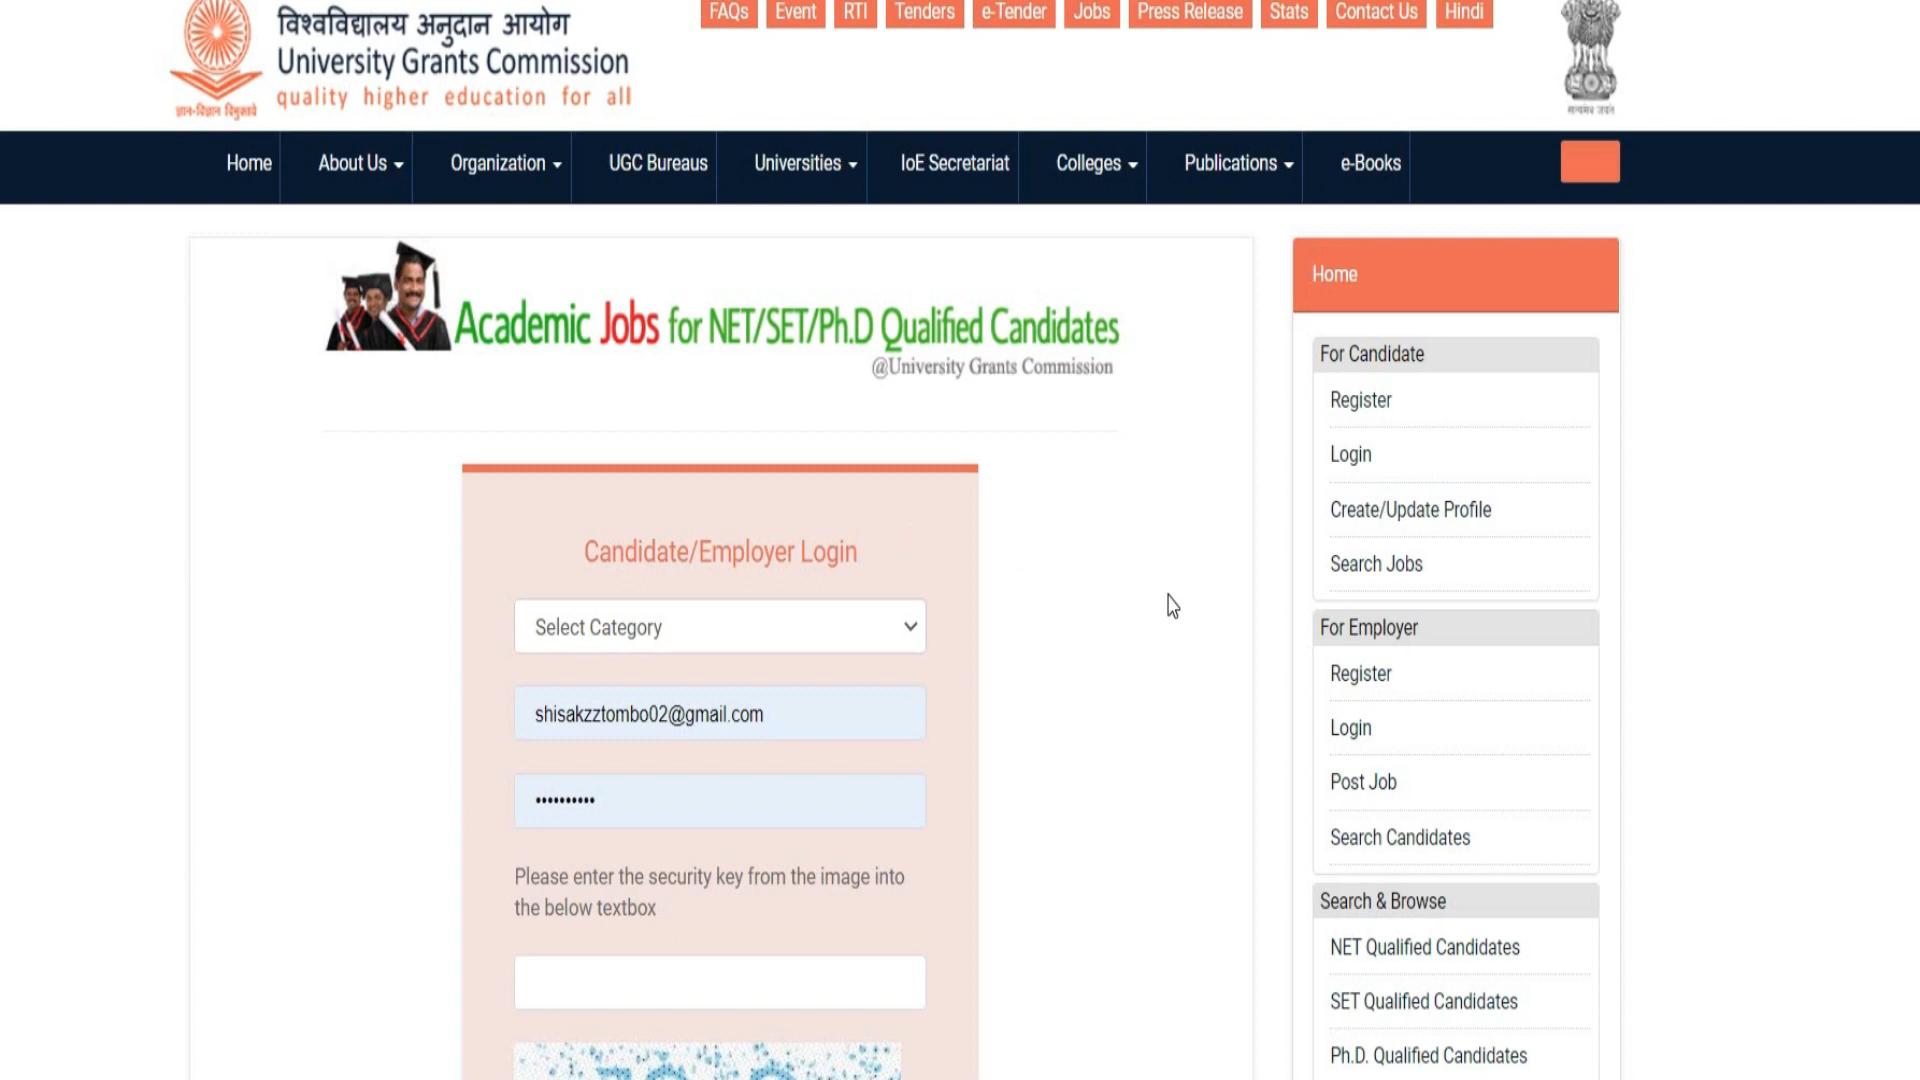 विश्वविद्यालय अनुदान आयोग
University Grants Commission
quality higher education for all
ज्ञान-विज्ञान विमुक्तये
FAQs
Event
RTI
Tenders
e-Tender
Jobs
Press Release
Stats
Contact Us
Hindi
सत्यमेव जयते
Home
About Us
Organization
UGC Bureaus
Universities
IoE Secretariat
Colleges
Publications
e-Books
Academic Jobs for NET/SET/Ph.D Qualified Candidates
@University Grants Commission
Candidate/Employer Login
Select Category
shisakzztombo02@gmail.com
••••••••••
Please enter the security key from the image into
the below textbox
Home
For Candidate
Register
Login
Create/Update Profile
Search Jobs
For Employer
Register
Login
Post Job
Search Candidates
Search & Browse
NET Qualified Candidates
SET Qualified Candidates
Ph.D. Qualified Candidates